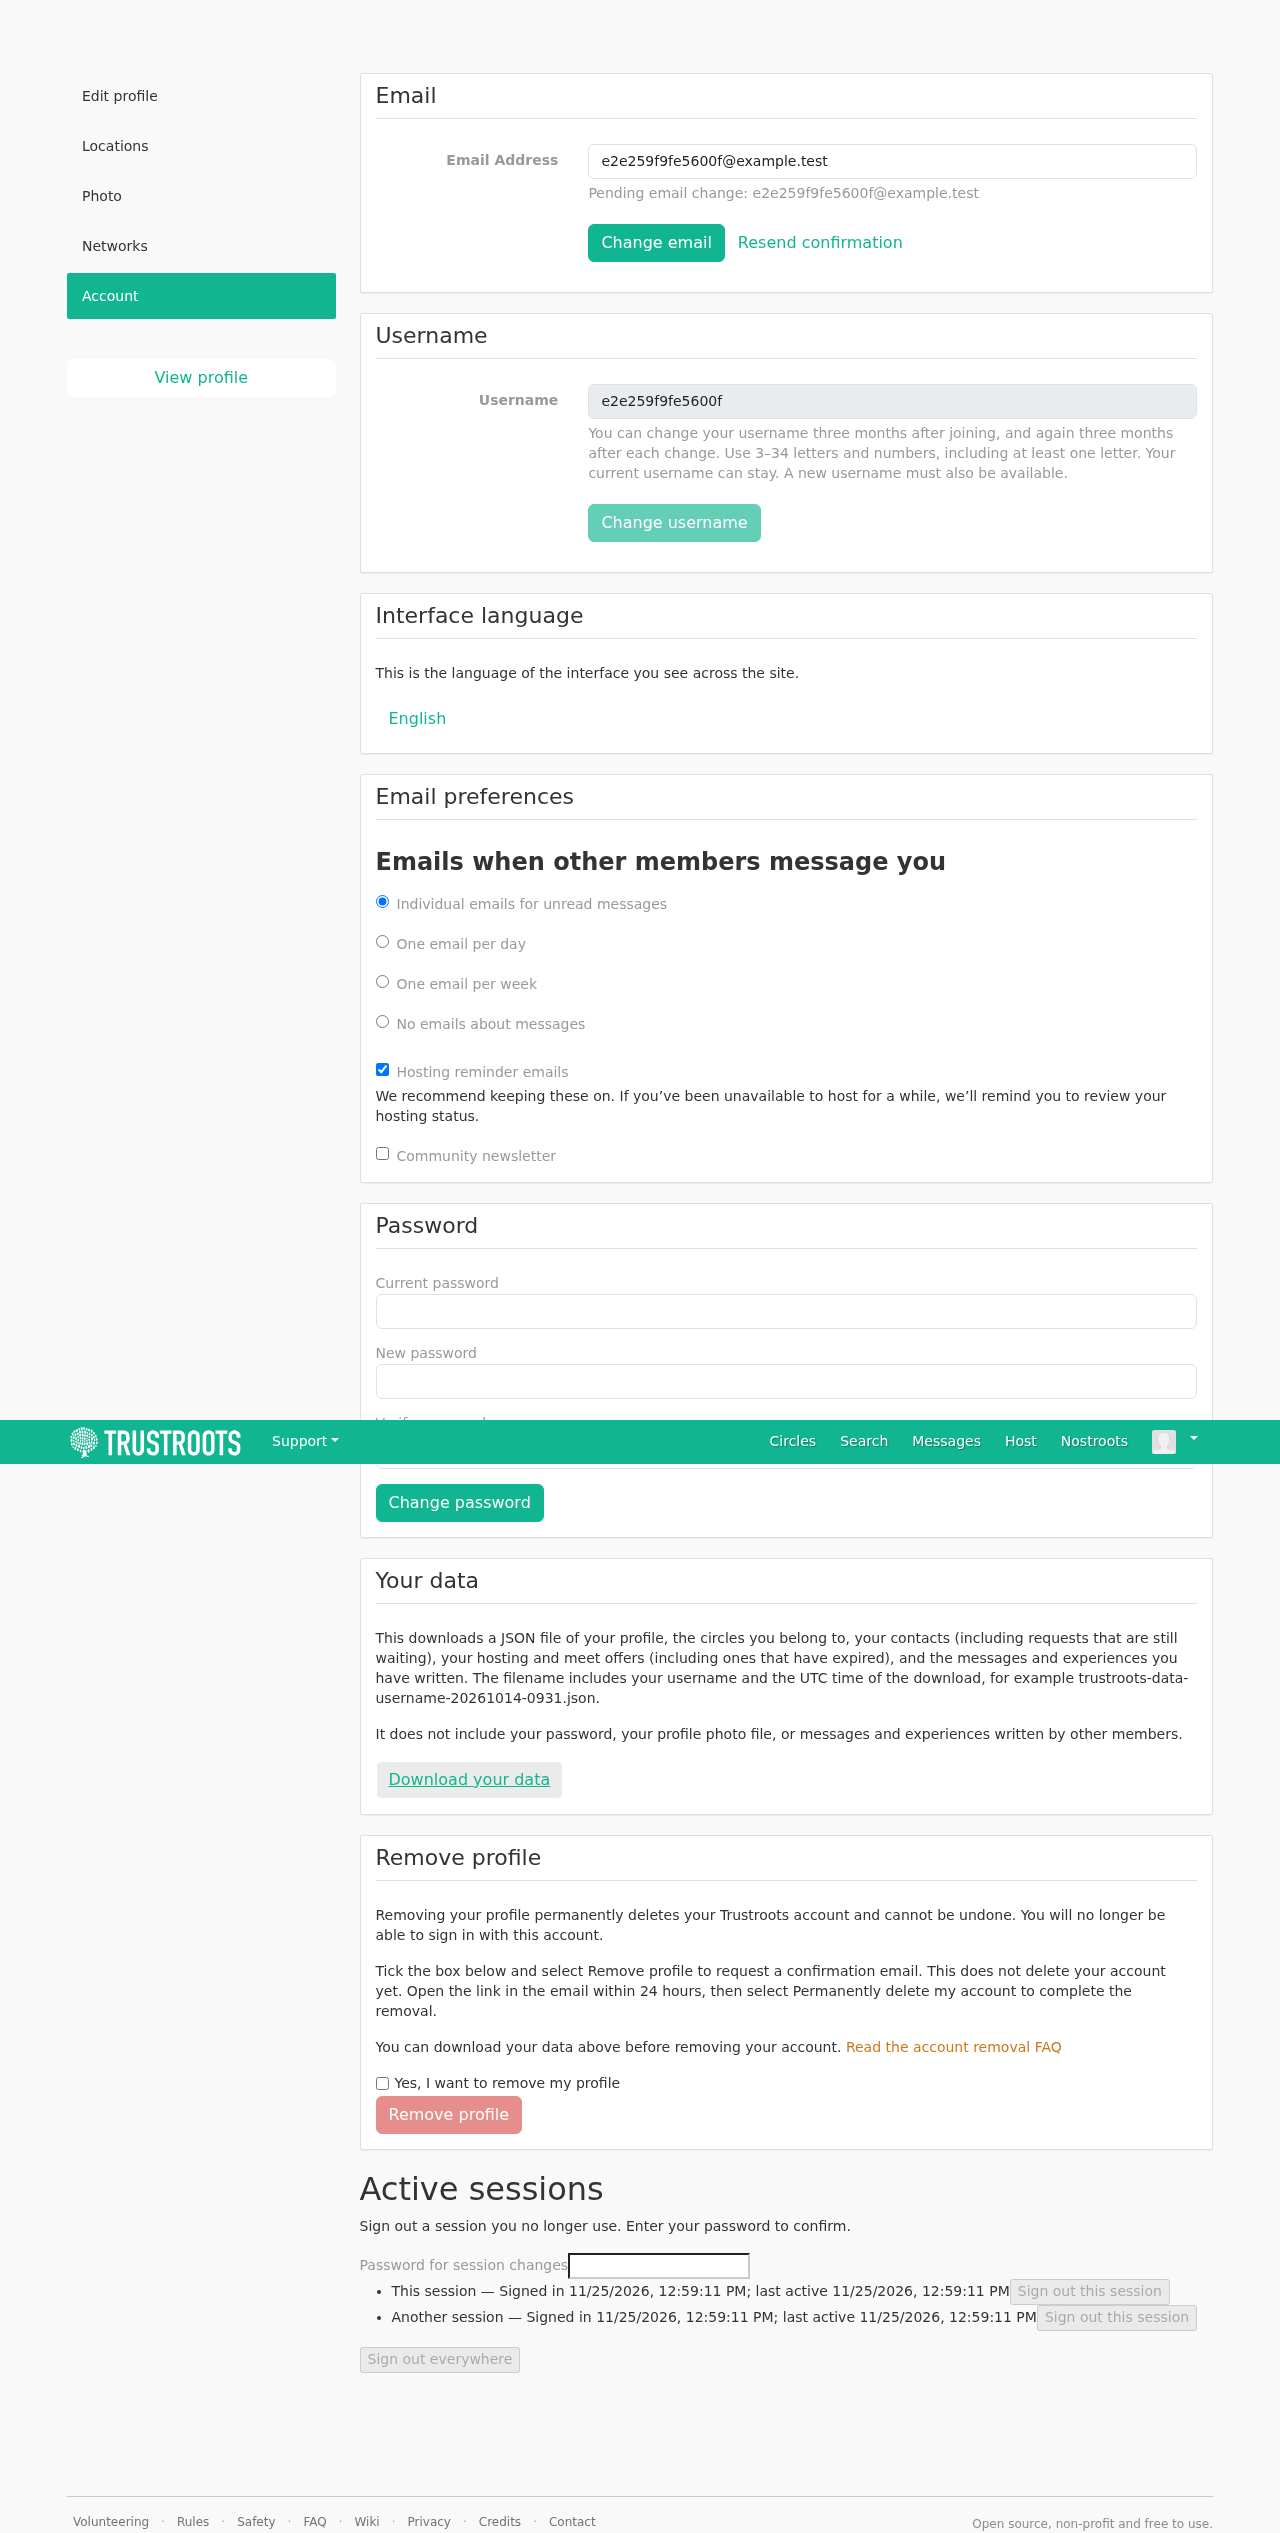 Edit profile
Locations
Photo
Networks
Account
View profile
Email
Email Address
e2e259f9fe5600f@example.test
Pending email change: e2e259f9fe5600f@example.test
Change email
Resend confirmation
Username
Username
e2e259f9fe5600f
You can change your username three months after joining, and again three months
after each change. Use 3–34 letters and numbers, including at least one letter. Your
current username can stay. A new username must also be available.
Change username
Interface language
This is the language of the interface you see across the site.
English
Email preferences
Emails when other members message you
Individual emails for unread messages
One email per day
One email per week
No emails about messages
Hosting reminder emails
We recommend keeping these on. If you’ve been unavailable to host for a while, we’ll remind you to review your
hosting status.
Community newsletter
Password
Current password
New password
TRUSTROOTS
Support
Circles
Search
Messages
Host
Nostroots
Change password
Your data
This downloads a JSON file of your profile, the circles you belong to, your contacts (including requests that are still
waiting), your hosting and meet offers (including ones that have expired), and the messages and experiences you
have written. The filename includes your username and the UTC time of the download, for example trustroots-data-
username-20261014-0931.json.
It does not include your password, your profile photo file, or messages and experiences written by other members.
Download your data
Remove profile
Removing your profile permanently deletes your Trustroots account and cannot be undone. You will no longer be
able to sign in with this account.
Tick the box below and select Remove profile to request a confirmation email. This does not delete your account
yet. Open the link in the email within 24 hours, then select Permanently delete my account to complete the
removal.
You can download your data above before removing your account. Read the account removal FAQ
Yes, I want to remove my profile
Remove profile
Active sessions
Sign out a session you no longer use. Enter your password to confirm.
Password for session changes
• This session — Signed in 11/25/2026, 12:59:11 PM; last active 11/25/2026, 12:59:11 PM Sign out this session
• Another session — Signed in 11/25/2026, 12:59:11 PM; last active 11/25/2026, 12:59:11 PM Sign out this session
Sign out everywhere
Volunteering · Rules · Safety · FAQ · Wiki · Privacy · Credits · Contact
Open source, non-profit and free to use.